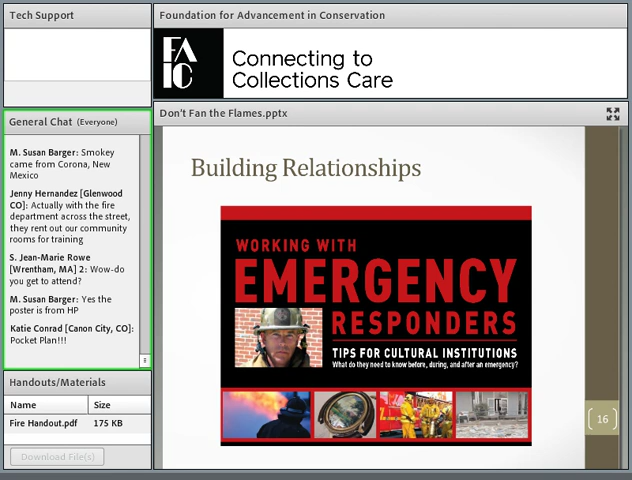 Tech Support
Foundation for Advancement in Conservation
FA
IC
Connecting to
Collections Care
General Chat (Everyone)
M. Susan Barger: Smokey
came from Corona, New
Mexico
Jenny Hernandez [Glenwood
CO]: Actually with the fire
department across the street,
they rent out our community
rooms for training
S. Jean-Marie Rowe
[Wrentham, MA] 2: Wow-do
you get to attend?
M. Susan Barger: Yes the
poster is from HP
Katie Conrad [Canon City, CO]:
Pocket Plan!!!
Handouts/Materials
Name Size
Fire Handout.pdf 175 KB
Download File(s)
Don't Fan the Flames.pptx
Building Relationships
WORKING WITH
EMERGENCY
RESPONDERS
TIPS FOR CULTURAL INSTITUTIONS
What do they need to know before, during, and after an emergency?
16